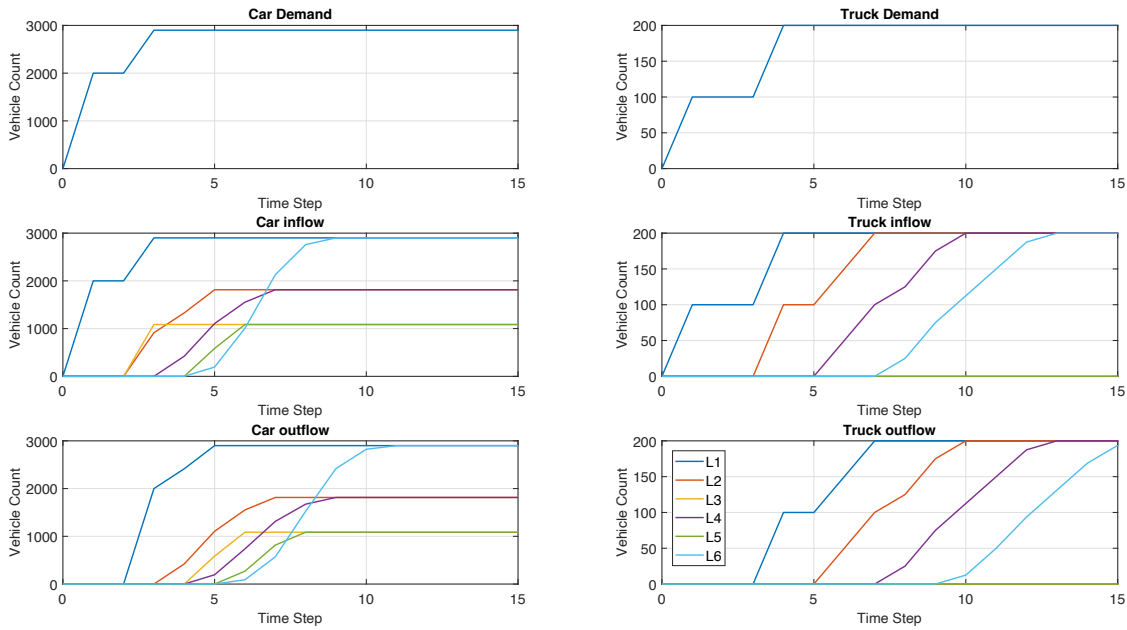 Car Demand
3000
2000
1000
0
Vehicle Count
0
5
10
15
Time Step
Truck Demand
200
150
100
50
0
Vehicle Count
0
5
10
15
Time Step
Car inflow
3000
2000
1000
0
Vehicle Count
0
5
10
15
Time Step
Truck inflow
200
150
100
50
0
Vehicle Count
0
5
10
15
Time Step
Car outflow
3000
2000
1000
0
Vehicle Count
0
5
10
15
Time Step
Truck outflow
200
150
100
50
0
Vehicle Count
L1
L2
L3
L4
L5
L6
0
5
10
15
Time Step